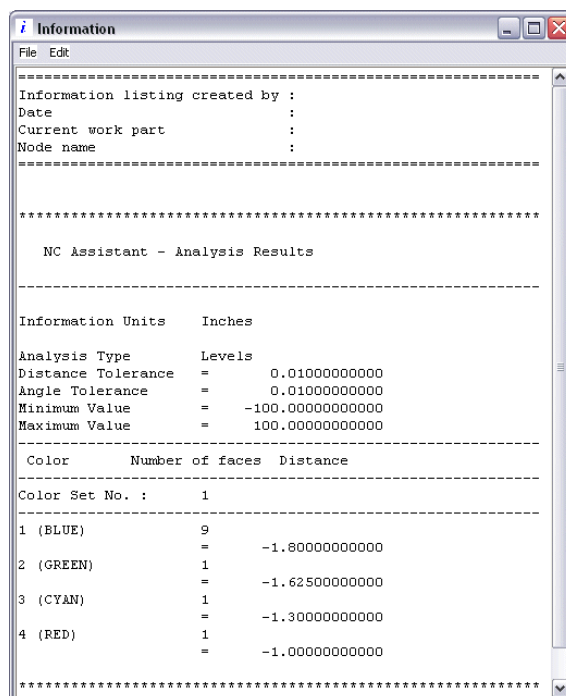 i Information
File Edit
============================================================
Information listing created by :
Date :
Current work part :
Node name :
============================================================
************************************************************
NC Assistant - Analysis Results
------------------------------------------------------------
Information Units Inches
Analysis Type Levels
Distance Tolerance = 0.01000000000
Angle Tolerance = 0.01000000000
Minimum Value = -100.00000000000
Maximum Value = 100.00000000000
------------------------------------------------------------
Color Number of faces Distance
------------------------------------------------------------
Color Set No. : 1
------------------------------------------------------------
1 (BLUE) 9
= -1.80000000000
2 (GREEN) 1
= -1.62500000000
3 (CYAN) 1
= -1.30000000000
4 (RED) 1
= -1.00000000000
************************************************************